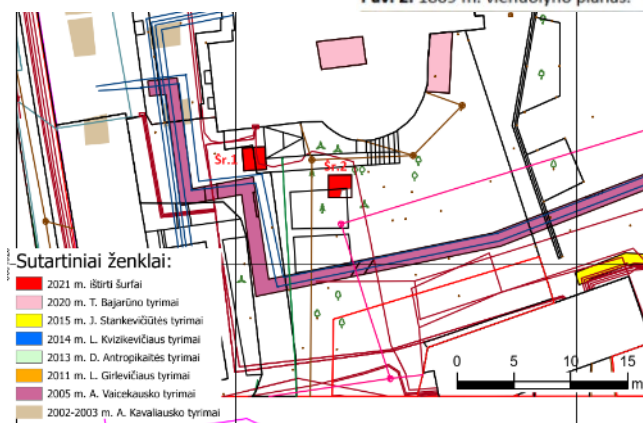 Pav. 2. 1809 m. vienuolyno planas.
Šr.1
Šr.2
Sutartiniai ženklai:
2021 m. ištirti šurfai
2020 m. T. Bajarūno tyrimai
2015 m. J. Stankevičiūtės tyrimai
2014 m. L. Kvizikevičiaus tyrimai
2013 m. D. Antropikaitės tyrimai
2011 m. L. Girlevičiaus tyrimai
2005 m. A. Vaicekausko tyrimai
2002-2003 m. A. Kavaliausko tyrimai
0 5 10 15
m